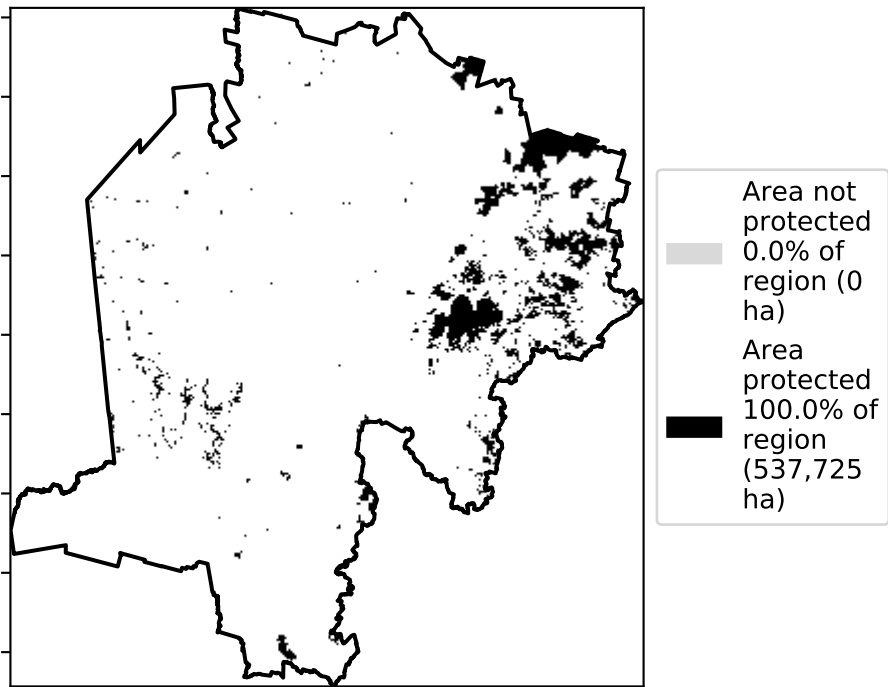 Area not
protected
0.0% of
region (0
ha)
Area
protected
100.0% of
region
(537,725
ha)